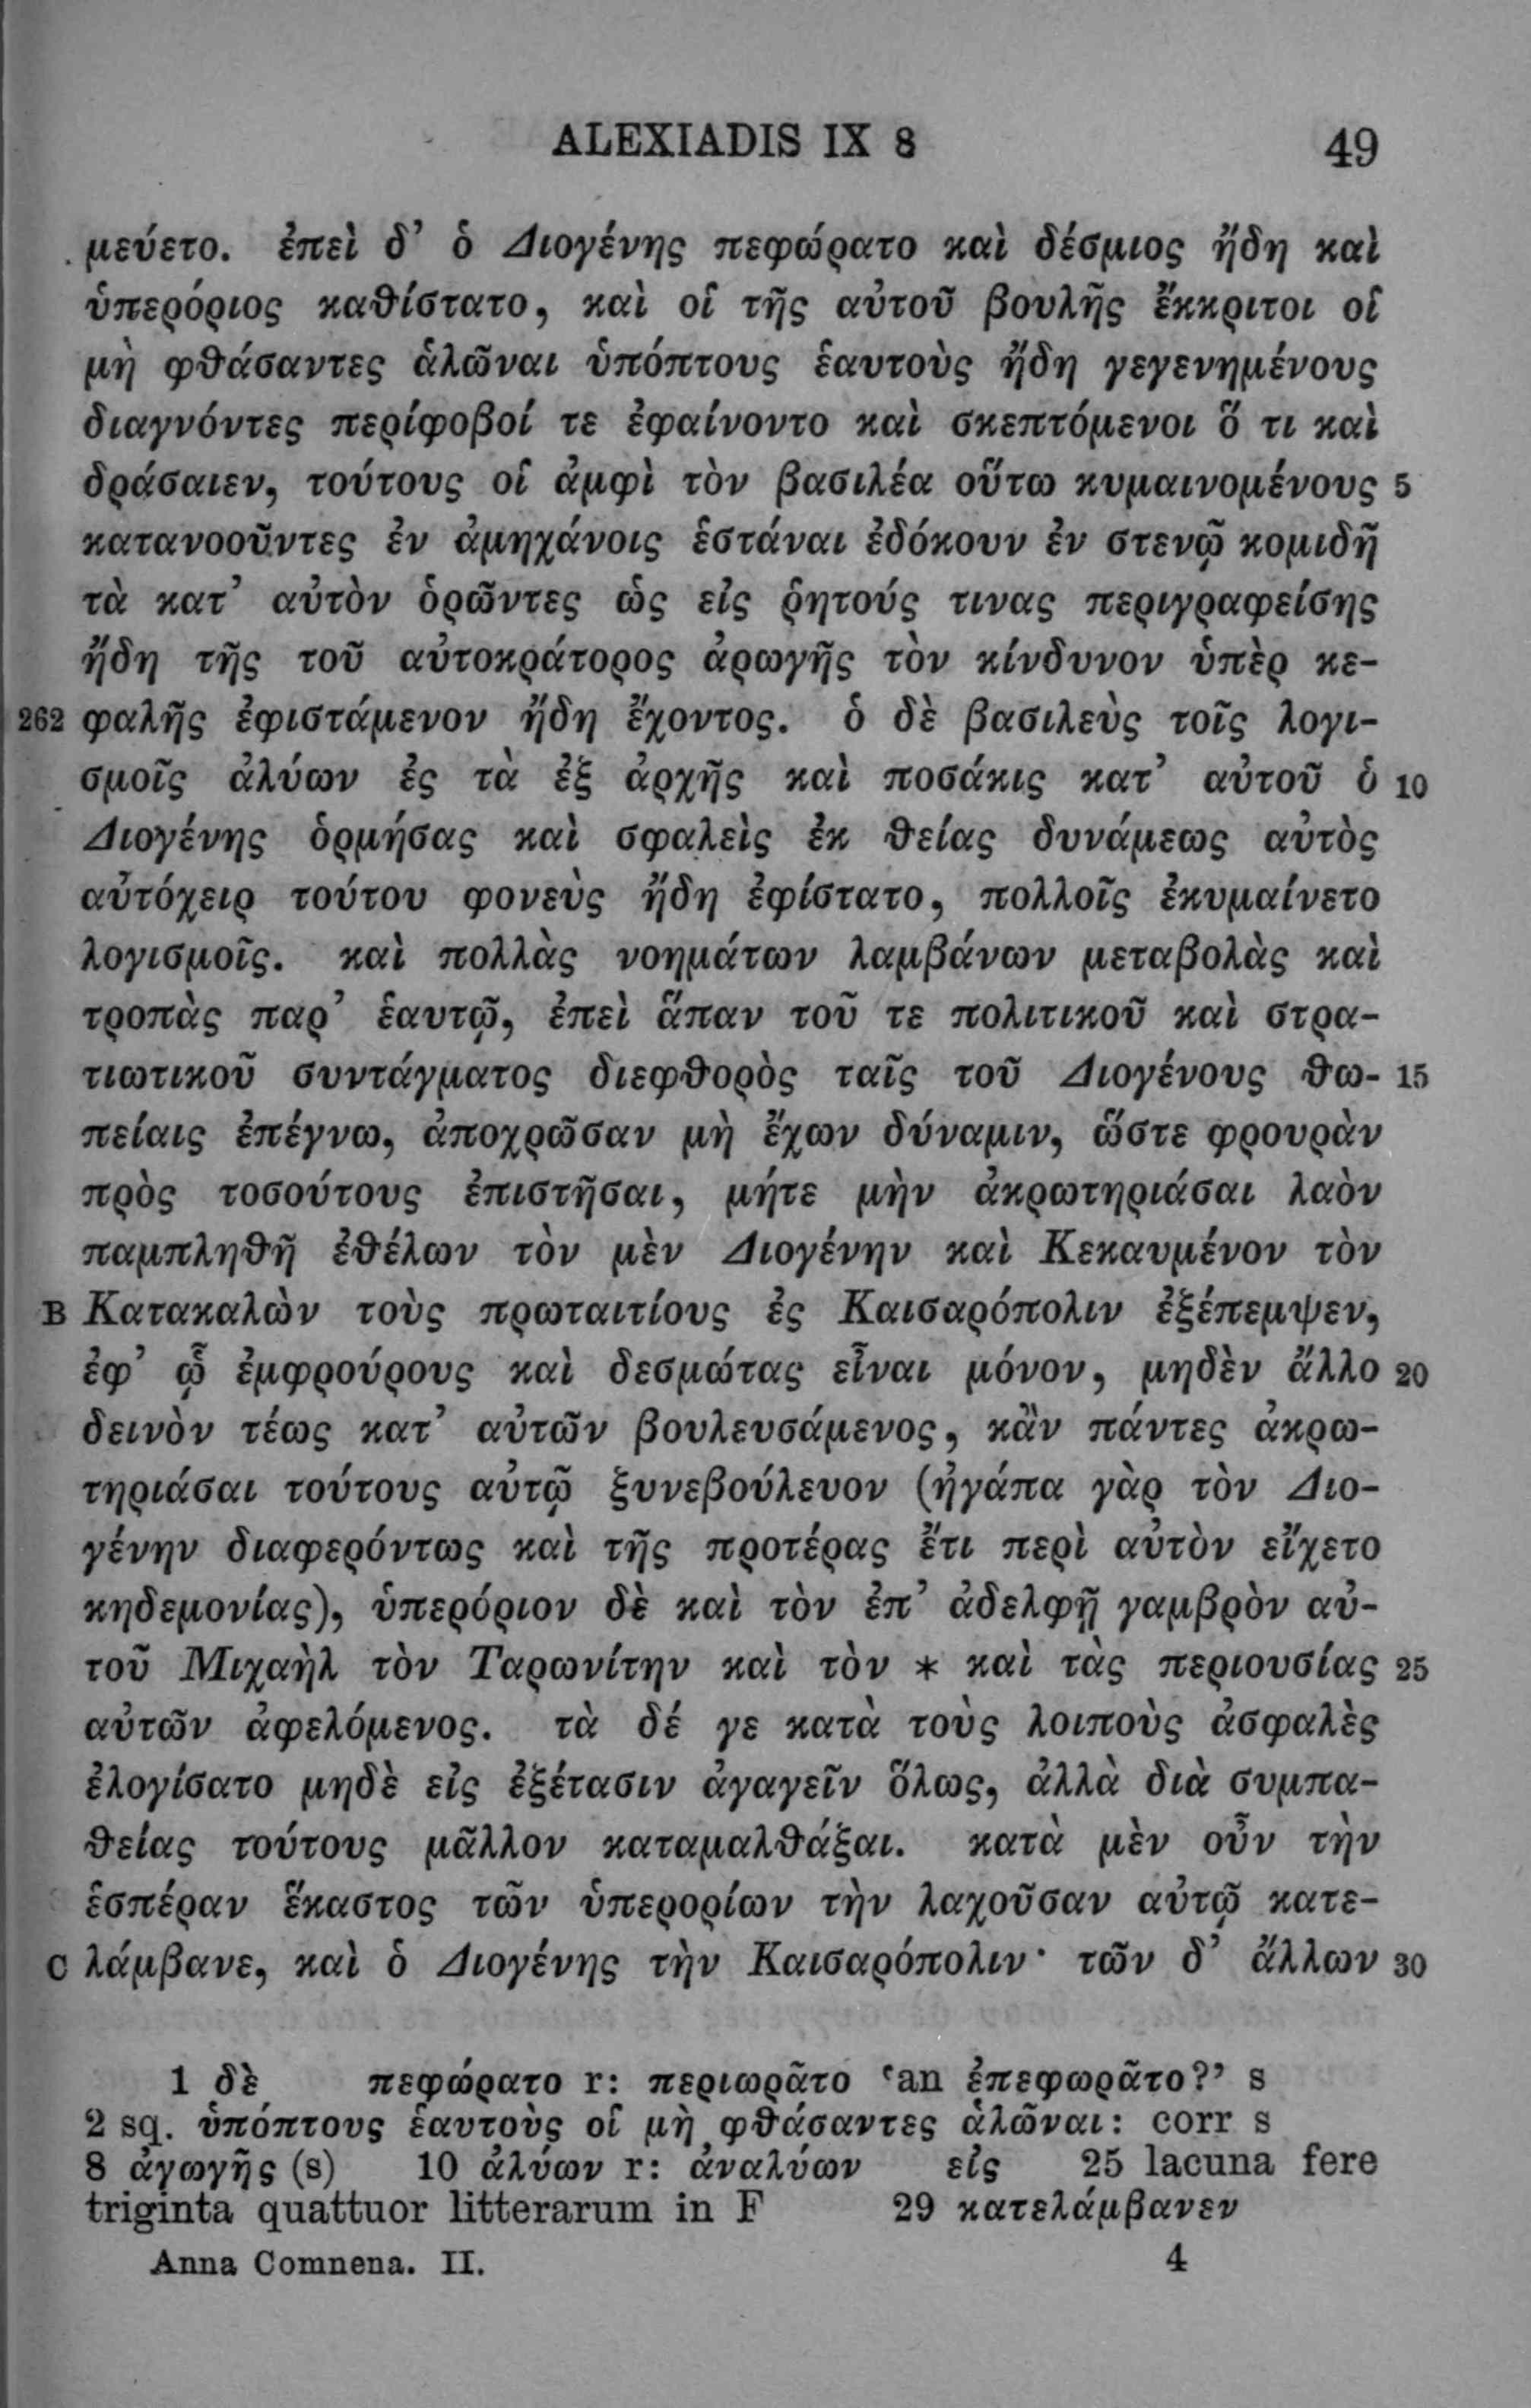 ALEXIADIS IX 8 49
μεύετο. ἐπεὶ δ’ ὁ Διογένης πεφώρατο καὶ δέσμιος ἤδη καὶ
ὑπερόριος καθίστατο, καὶ οἱ τῆς αὐτοῦ βουλῆς ἔκκριτοι οἱ
μὴ φθάσαντες ἁλῶναι ὑπόπτους ἑαυτοὺς ἤδη γεγενημένους
διαγνόντες περίφοβοί τε ἐφαίνοντο καὶ σκεπτόμενοι ὅ τι καὶ
δράσαιεν, τούτους οἱ ἀμφὶ τὸν βασιλέα οὕτω κυμαινομένους 5
κατανοοῦντες ἐν ἀμηχάνοις ἑστάναι ἐδόκουν ἐν στενῷ κομιδῇ
τὰ κατ’ αὐτὸν ὁρῶντες ὡς εἰς ῥητούς τινας περιγραφείσης
ἤδη τῆς τοῦ αὐτοκράτορος ἀρωγῆς τὸν κίνδυνον ὑπὲρ κε-
262 φαλῆς ἐφιστάμενον ἤδη ἔχοντος. ὁ δὲ βασιλεὺς τοῖς λογι-
σμοῖς ἀλύων ἐς τὰ ἐξ ἀρχῆς καὶ ποσάκις κατ’ αὐτοῦ ὁ 10
Διογένης ὁρμήσας καὶ σφαλεὶς ἐκ θείας δυνάμεως αὐτὸς
αὐτόχειρ τούτου φονεὺς ἤδη ἐφίστατο, πολλοῖς ἐκυμαίνετο
λογισμοῖς. καὶ πολλὰς νοημάτων λαμβάνων μεταβολὰς καὶ
τροπὰς παρ’ ἑαυτῷ, ἐπεὶ ἅπαν τοῦ τε πολιτικοῦ καὶ στρα-
τιωτικοῦ συντάγματος διεφθορὸς ταῖς τοῦ Διογένους θω- 15
πείαις ἐπέγνω, ἀποχρῶσαν μὴ ἔχων δύναμιν, ὥστε φρουρὰν
πρὸς τοσούτους ἐπιστῆσαι, μήτε μὴν ἀκρωτηριάσαι λαὸν
παμπληθῆ ἐθέλων τὸν μὲν Διογένην καὶ Κεκαυμένον τὸν
B Κατακαλὼν τοὺς πρωταιτίους ἐς Καισαρόπολιν ἐξέπεμψεν,
ἐφ’ ᾧ ἐμφρούρους καὶ δεσμώτας εἶναι μόνον, μηδὲν ἄλλο 20
δεινὸν τέως κατ’ αὐτῶν βουλευσάμενος, κἂν πάντες ἀκρω-
τηριάσαι τούτους αὐτῷ ξυνεβούλευον (ἠγάπα γὰρ τὸν Διο-
γένην διαφερόντως καὶ τῆς προτέρας ἔτι περὶ αὐτὸν εἴχετο
κηδεμονίας), ὑπερόριον δὲ καὶ τὸν ἐπ’ ἀδελφῇ γαμβρὸν αὐ-
τοῦ Μιχαὴλ τὸν Ταρωνίτην καὶ τὸν * καὶ τὰς περιουσίας 25
αὐτῶν ἀφελόμενος. τὰ δέ γε κατὰ τοὺς λοιποὺς ἀσφαλὲς
ἐλογίσατο μηδὲ εἰς ἐξέτασιν ἀγαγεῖν ὅλως, ἀλλὰ διὰ συμπα-
θείας τούτους μᾶλλον καταμαλθάξαι. κατὰ μὲν οὖν τὴν
ἑσπέραν ἕκαστος τῶν ὑπερορίων τὴν λαχοῦσαν αὐτῷ κατε-
C λάμβανε, καὶ ὁ Διογένης τὴν Καισαρόπολιν· τῶν δ’ ἄλλων 30
1 δὲ πεφώρατο r: περιωρᾶτο ‘an ἐπεφωρᾶτο?’ s
2 sq. ὑπόπτους ἑαυτοὺς οἱ μὴ φθάσαντες ἁλῶναι: corr s
8 ἀγωγῆς (s) 10 ἀλύων r: ἀναλύων εἰς 25 lacuna fere
triginta quattuor litterarum in F 29 κατελάμβανεν
Anna Comnena. II. 4